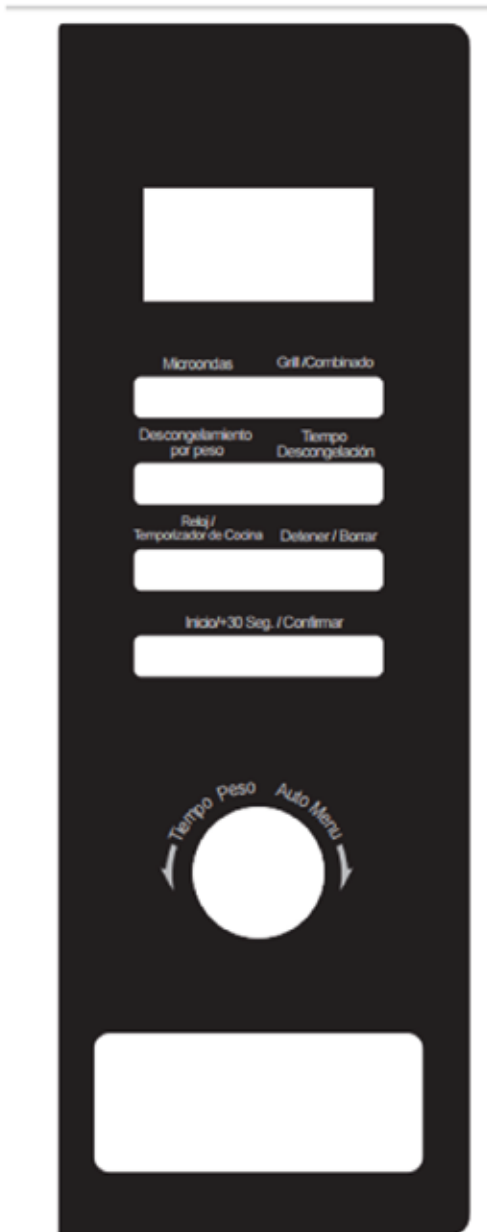 Microondas Grill /Combinado
Descongelamiento por peso
Tiempo Descongelación
Reloj / Temporizador de Cocina
Detener / Borrar
Inicio/+30 Seg. / Confirmar
Tiempo Peso Auto Menu